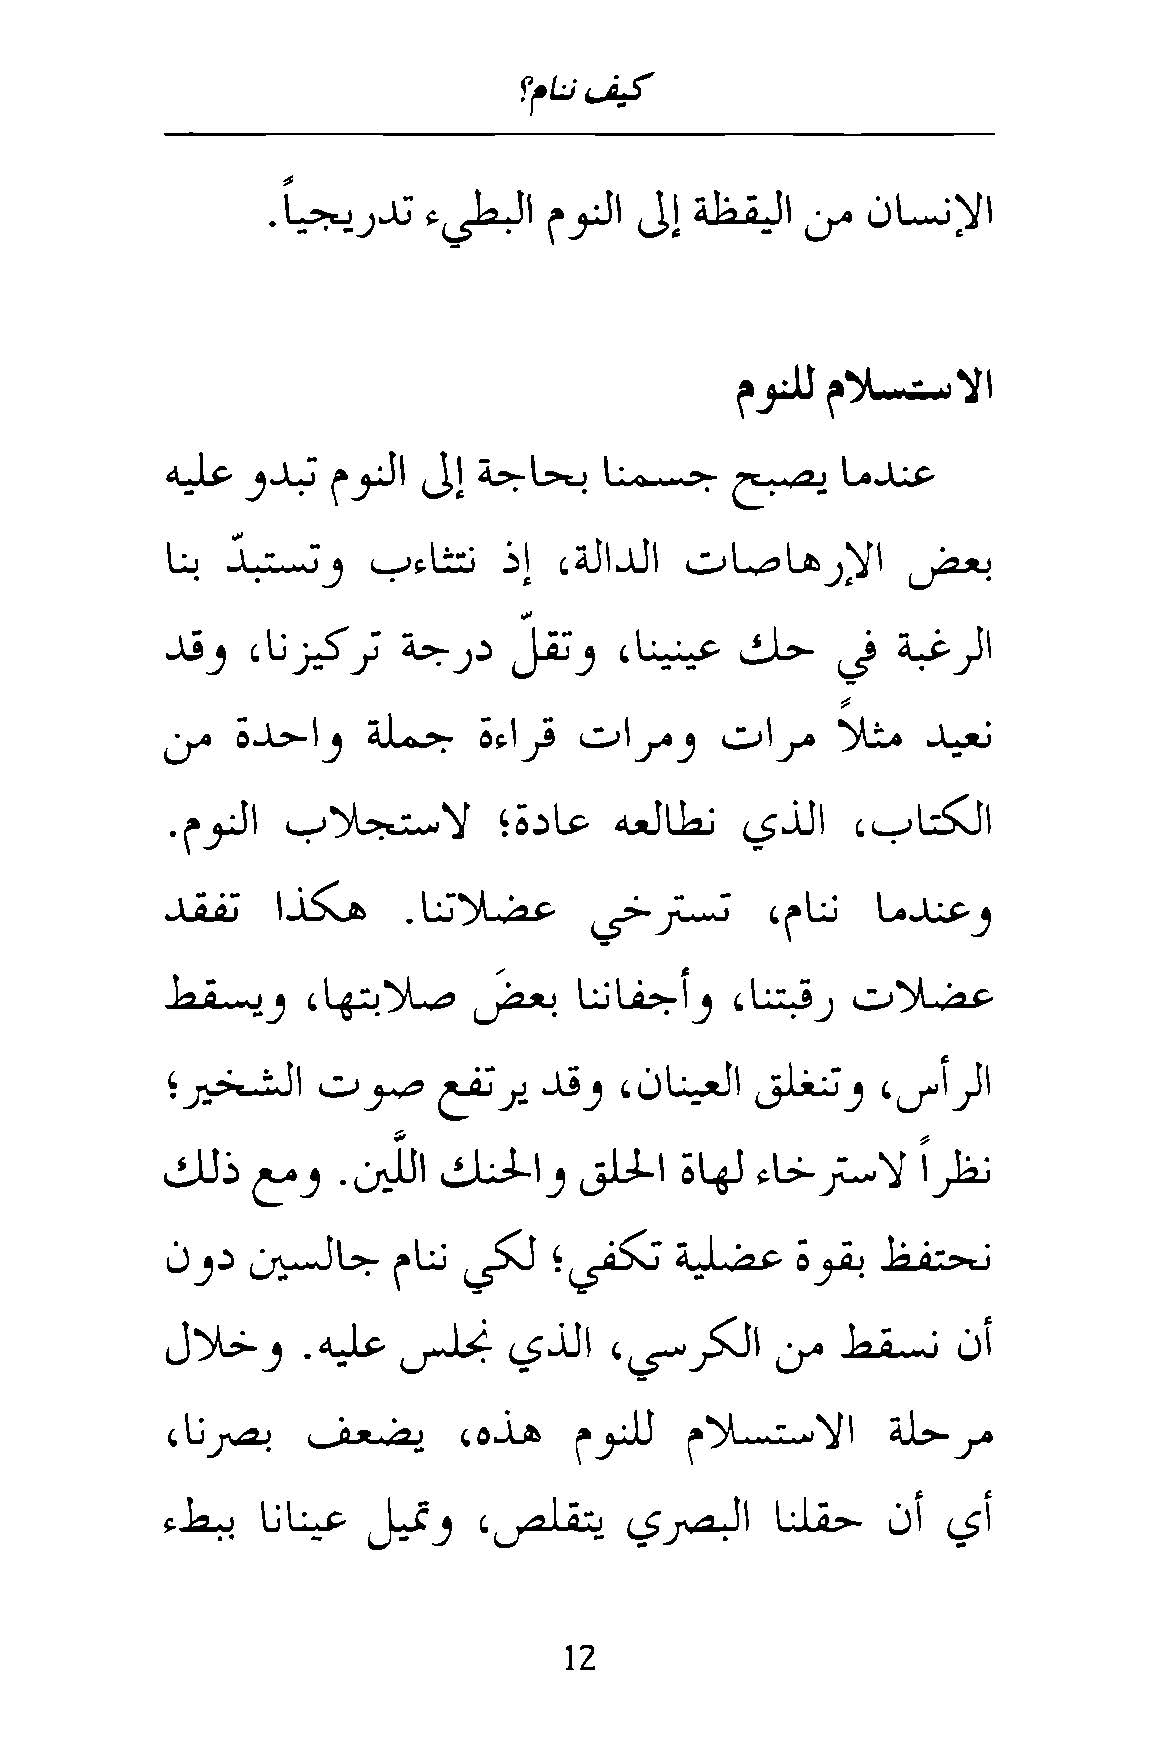 كيف ننام؟
الإنسان من اليقظة إلى النوم البطيء تدريجياً.
الاستسلام للنوم
عندما يصبح جسمنا بحاجة إلى النوم تبدو عليه
بعض الإرهاصات الدالة، إذ نتثاءب وتستبدّ بنا
الرغبة في حك عينينا، وتقلّ درجة تركيزنا، وقد
نعيد مثلاً مرات ومرات قراءة جملة واحدة من
الكتاب، الذي نطالعه عادة؛ لاستجلاب النوم.
وعندما ننام، تسترخي عضلاتنا. هكذا تفقد
عضلات رقبتنا، وأجفاننا بعضَ صلابتها، ويسقط
الرأس، وتنغلق العينان، وقد يرتفع صوت الشخير؛
نظراً لاسترخاء لهاة الحلق والحنك اللَّين. ومع ذلك
نحتفظ بقوة عضلية تكفي؛ لكي ننام جالسين دون
أن نسقط من الكرسي، الذي نجلس عليه. وخلال
مرحلة الاستسلام للنوم هذه، يضعف بصرنا،
أي أن حقلنا البصري يتقلص، وتميل عينانا ببطء
12